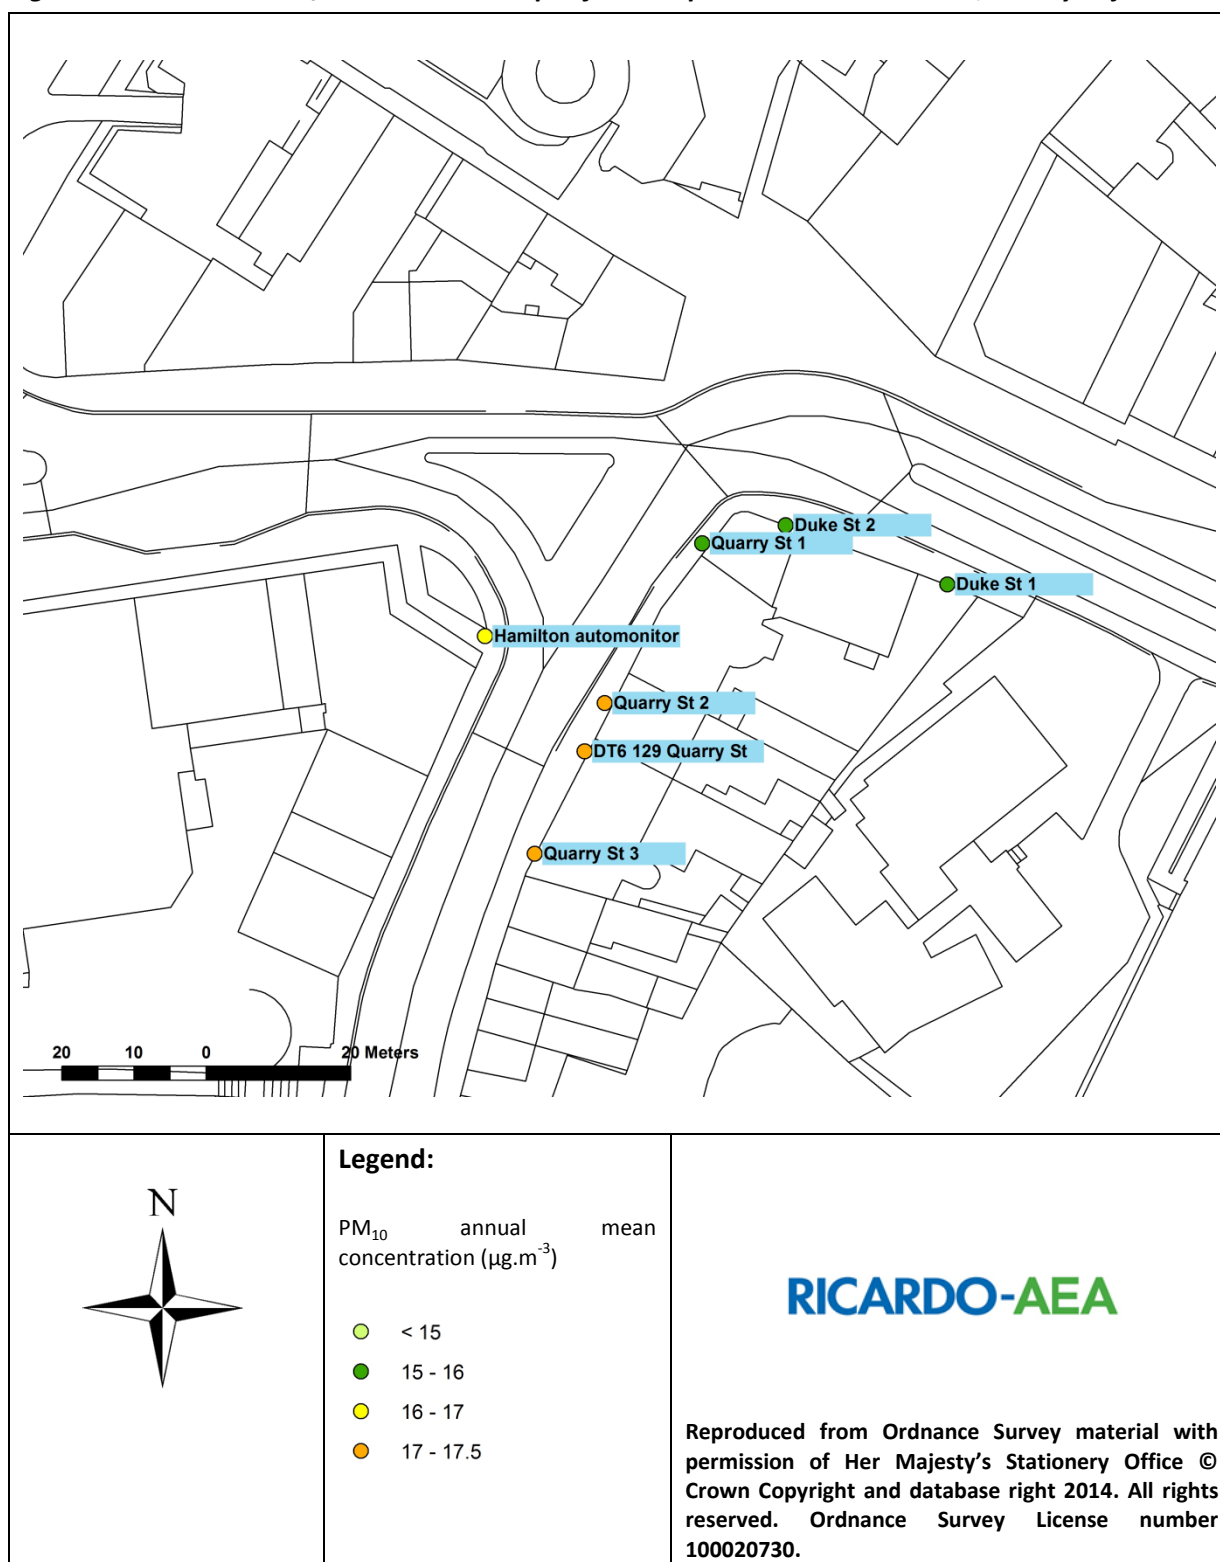 Duke St 2
Quarry St 1
Duke St 1
Hamilton automonitor
Quarry St 2
DT6 129 Quarry St
Quarry St 3
20 10 0 20 Meters
N
Legend:
PM10 annual mean
concentration (µg.m-3)
< 15
15 - 16
16 - 17
17 - 17.5
RICARDO-AEA
Reproduced from Ordnance Survey material with
permission of Her Majesty’s Stationery Office ©
Crown Copyright and database right 2014. All rights
reserved. Ordnance Survey License number
100020730.